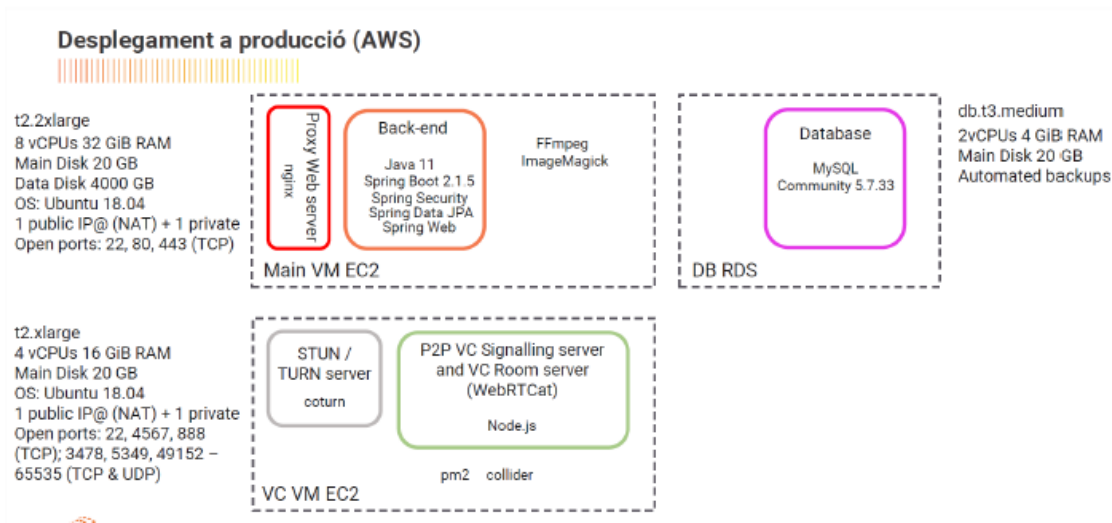 Desplegament a producció (AWS)
t2.2xlarge
8 vCPUs 32 GiB RAM
Main Disk 20 GB
Data Disk 4000 GB
OS: Ubuntu 18.04
1 public IP@ (NAT) + 1 private
Open ports: 22, 80, 443 (TCP)
Proxy Web server
nginx
Back-end
Java 11
Spring Boot 2.1.5
Spring Security
Spring Data JPA
Spring Web
FFmpeg
ImageMagick
Main VM EC2
Database
MySQL
Community 5.7.33
DB RDS
db.t3.medium
2vCPUs 4 GiB RAM
Main Disk 20 GB
Automated backups
t2.xlarge
4 vCPUs 16 GiB RAM
Main Disk 20 GB
OS: Ubuntu 18.04
1 public IP@ (NAT) + 1 private
Open ports: 22, 4567, 888
(TCP); 3478, 5349, 49152 –
65535 (TCP & UDP)
STUN /
TURN server
coturn
P2P VC Signalling server
and VC Room server
(WebRTCat)
Node.js
pm2 collider
VC VM EC2